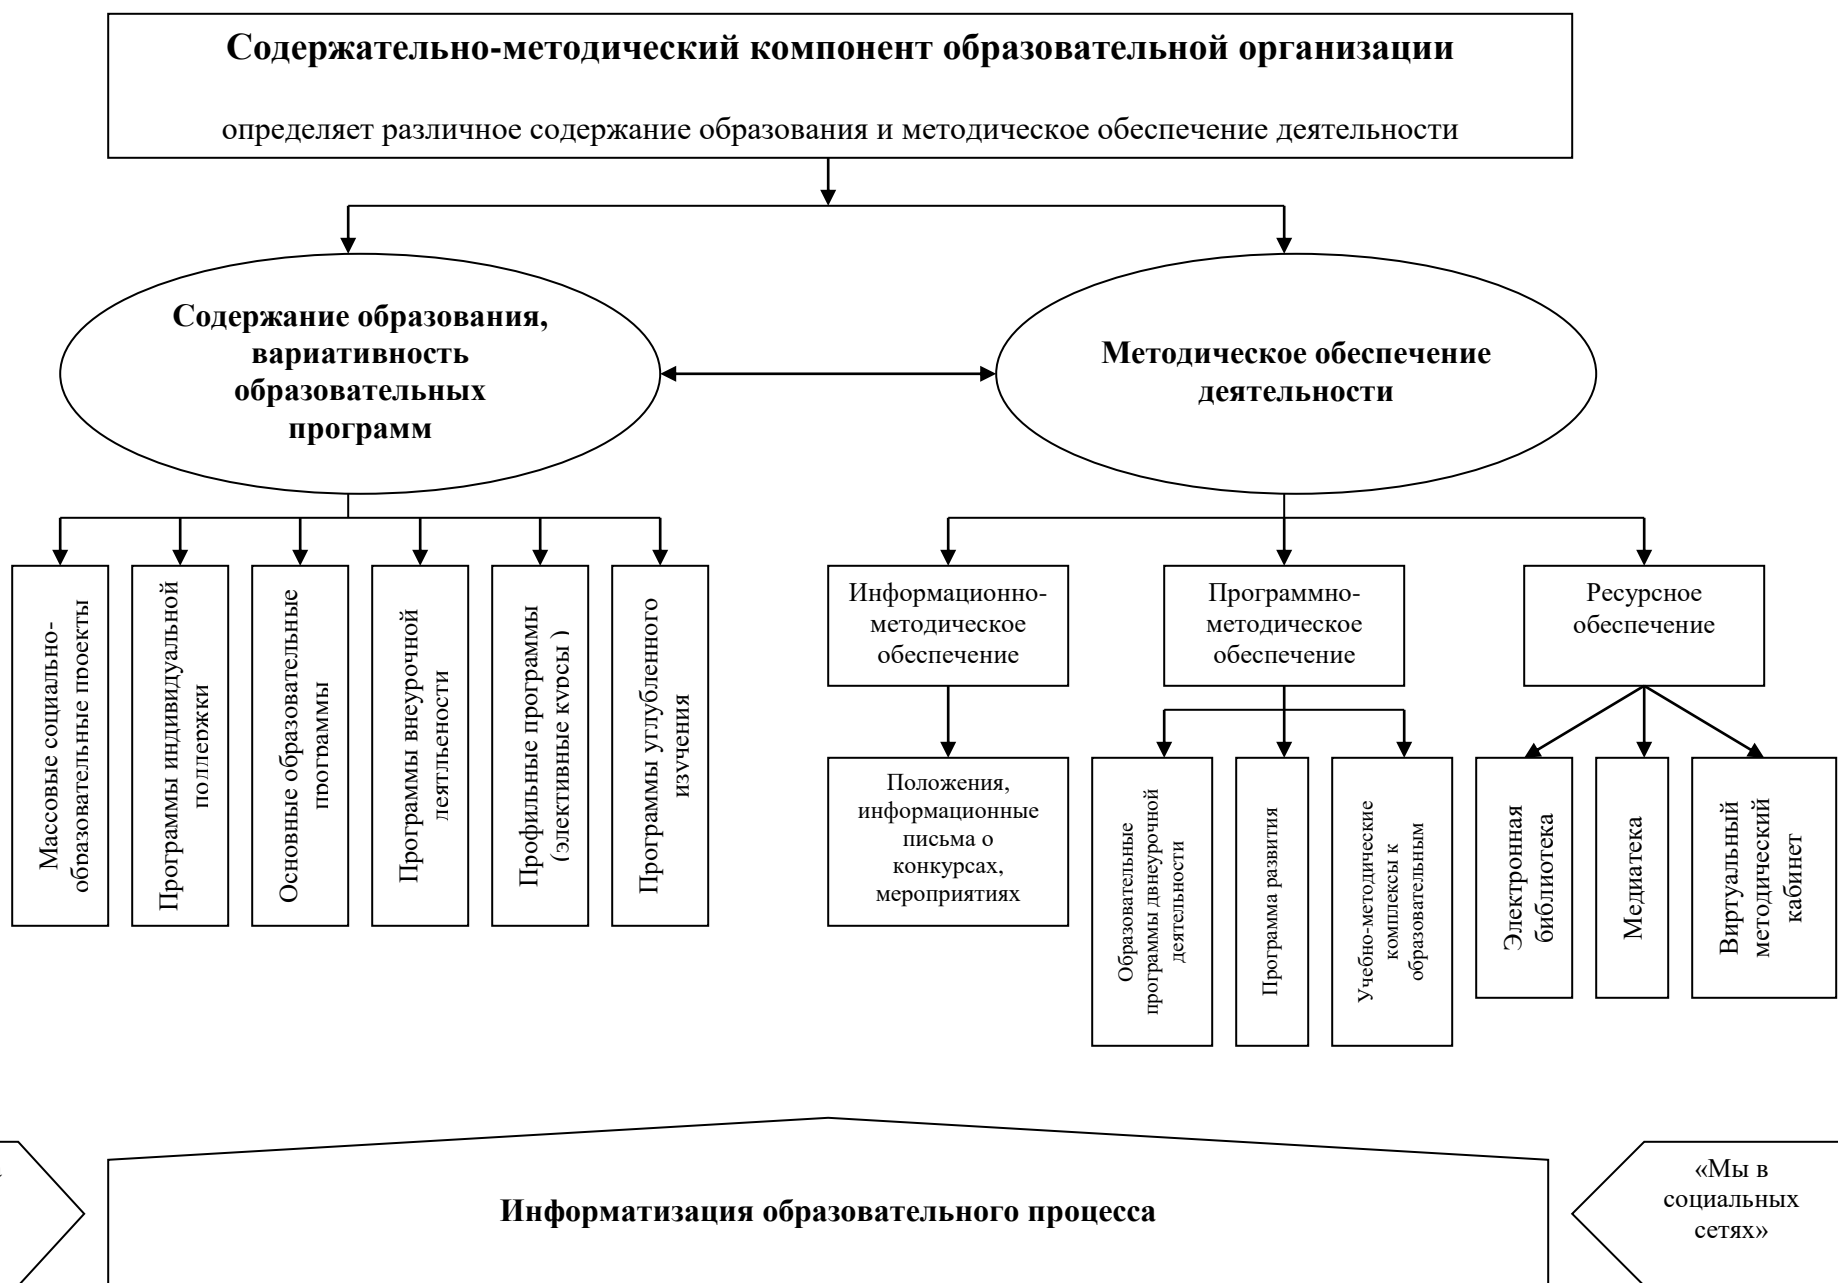 Содержательно-методический компонент образовательной организации
определяет различное содержание образования и методическое обеспечение деятельности
Содержание образования,
вариативность
образовательных
программ
Методическое обеспечение
деятельности
Массовые социально-
образовательные проекты
Программы индивидуальной
поддержки
Основные образовательные
программы
Программы внеурочной
деятльености
Профильные программы
(элективные курсы )
Программы углубленного
изучения
Информационно-
методическое
обеспечение
Программно-
методическое
обеспечение
Ресурсное
обеспечение
Положения,
информационные
письма о
конкурсах,
мероприятиях
Образовательные
программы двнеурочной
деятельности
Программа развития
Учебно-методические
комплексы к
образовательным
Электронная
библиотека
Медиатека
Виртуальный
методический
кабинет
Информатизация образовательного процесса
«Мы в
социальных
сетях»